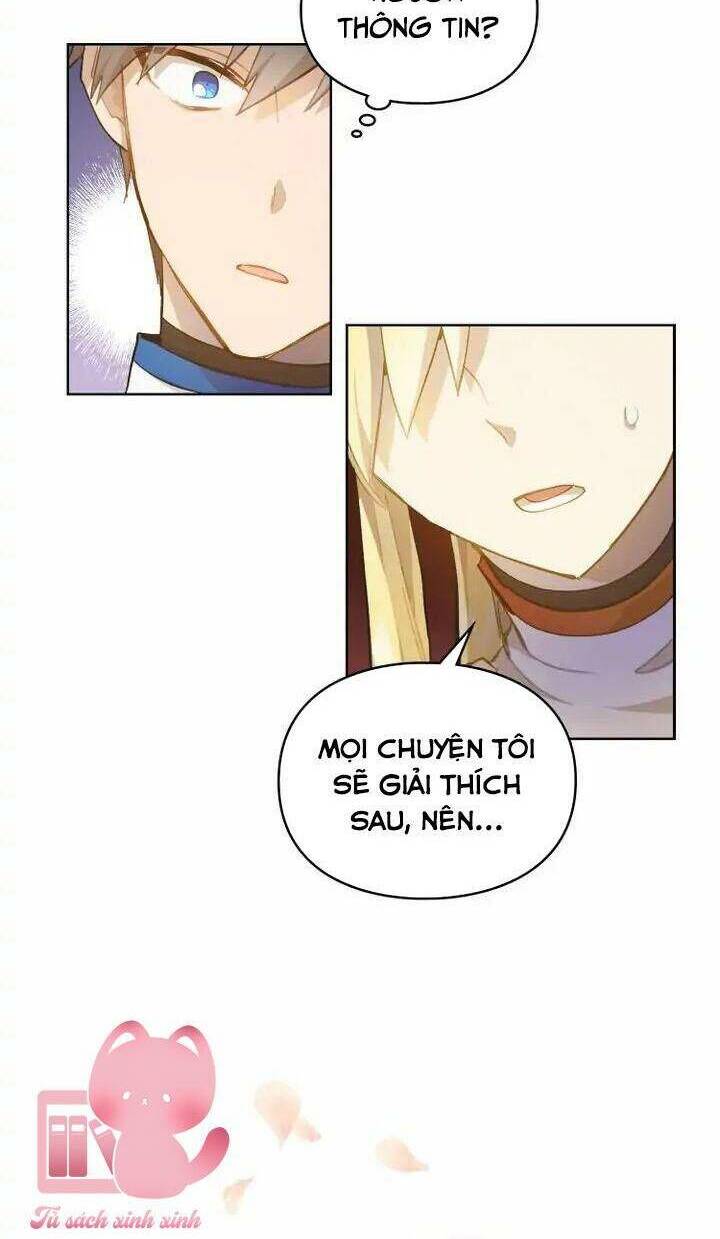 THÔNG TIN?
MỌI CHUYỆN TÔI
SẼ GIẢI THÍCH
SAU, NÊN...
Tủ sách xinh xinh